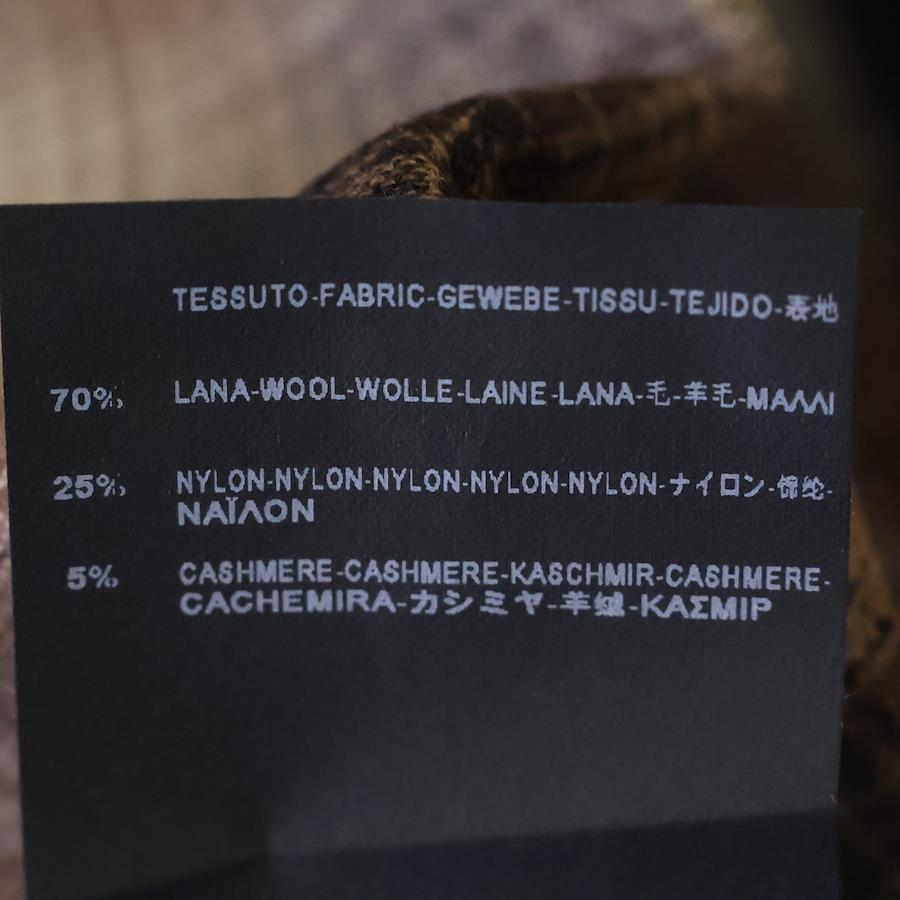 TESSUTO-FABRIC-GEWEBE-TISSU-TEJIDO-表地
70% LANA-WOOL-WOLLE-LAINE-LANA-毛-羊毛-ΜΑΛΛΙ
25% NYLON-NYLON-NYLON-NYLON-NYLON-ナイロン-锦纶-
ΝΑΪΛΟΝ
5% CASHMERE-CASHMERE-KASCHMIR-CASHMERE-
CACHEMIRA-カシミヤ-羊绒-ΚΑΣΜΙΡ